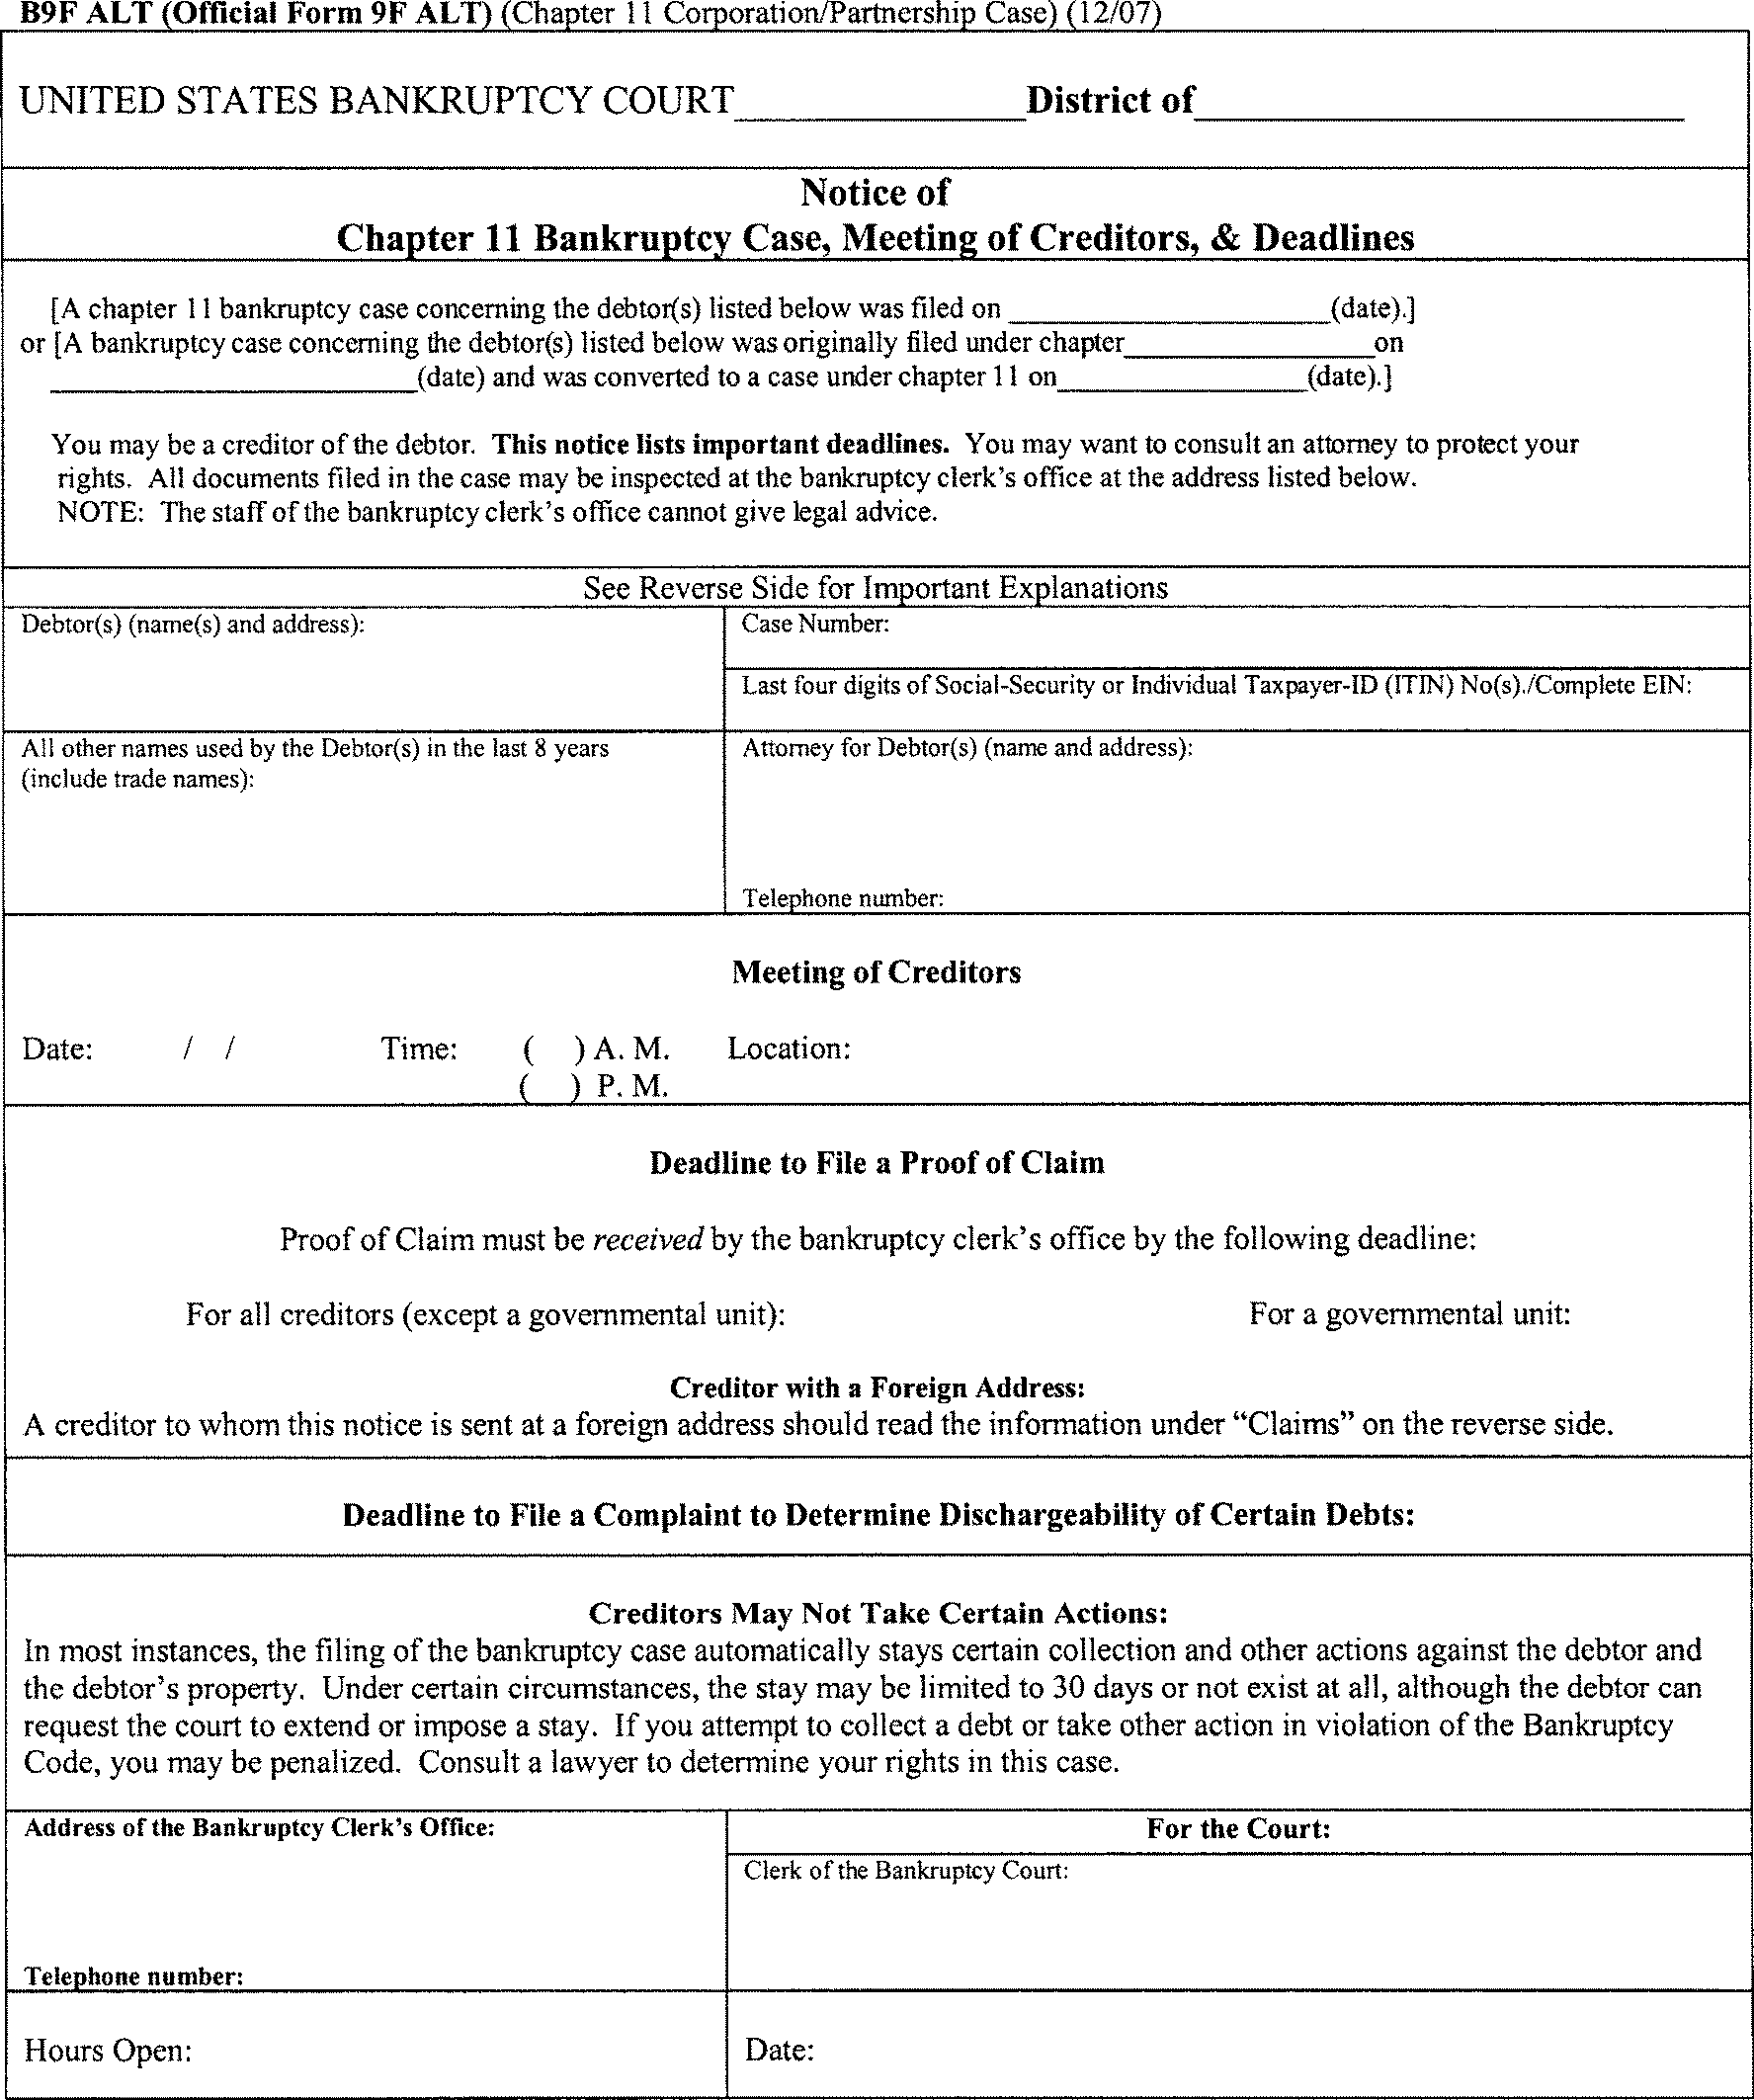 B9F ALT (Official Form 9F ALT) (Chapter 11 Corporation/Partnership Case) (12/07)
UNITED STATES BANKRUPTCY COURT____________District of____________________
Notice of
Chapter 11 Bankruptcy Case, Meeting of Creditors, & Deadlines
[A chapter 11 bankruptcy case concerning the debtor(s) listed below was filed on ________________(date).]
or [A bankruptcy case concerning the debtor(s) listed below was originally filed under chapter____________on
__________________(date) and was converted to a case under chapter 11 on____________(date).]
You may be a creditor of the debtor. This notice lists important deadlines. You may want to consult an attorney to protect your
rights. All documents filed in the case may be inspected at the bankruptcy clerk's office at the address listed below.
NOTE: The staff of the bankruptcy clerk's office cannot give legal advice.
See Reverse Side for Important Explanations
Debtor(s) (name(s) and address):
Case Number:
Last four digits of Social-Security or Individual Taxpayer-ID (ITIN) No(s)./Complete EIN:
All other names used by the Debtor(s) in the last 8 years
(include trade names):
Attorney for Debtor(s) (name and address):
Telephone number:
Meeting of Creditors
Date: / / Time: ( ) A. M. Location:
( ) P. M.
Deadline to File a Proof of Claim
Proof of Claim must be received by the bankruptcy clerk's office by the following deadline:
For all creditors (except a governmental unit): For a governmental unit:
Creditor with a Foreign Address:
A creditor to whom this notice is sent at a foreign address should read the information under “Claims” on the reverse side.
Deadline to File a Complaint to Determine Dischargeability of Certain Debts:
Creditors May Not Take Certain Actions:
In most instances, the filing of the bankruptcy case automatically stays certain collection and other actions against the debtor and
the debtor's property. Under certain circumstances, the stay may be limited to 30 days or not exist at all, although the debtor can
request the court to extend or impose a stay. If you attempt to collect a debt or take other action in violation of the Bankruptcy
Code, you may be penalized. Consult a lawyer to determine your rights in this case.
Address of the Bankruptcy Clerk's Office:
Telephone number:
For the Court:
Clerk of the Bankruptcy Court:
Hours Open:
Date: